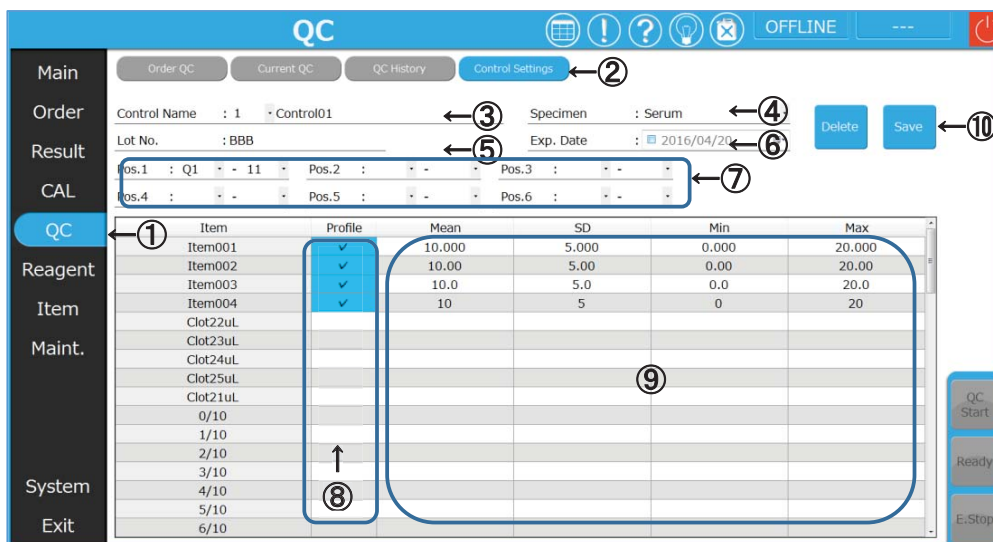 QC OFFLINE ---
Main
Order
Result
CAL
QC
Reagent
Item
Maint.
System
Exit
Order QC Current QC QC History Control Settings ②
Control Name : 1 Control01 ③ Specimen : Serum ④
Lot No. : BBB ⑤ Exp. Date : 2016/04/20 ⑥
Delete Save ⑩
Pos.1 : Q1 - 11 Pos.2 : - Pos.3 : - ⑦
Pos.4 : - Pos.5 : - Pos.6 : -
①
Item Profile Mean SD Min Max
Item001 ✓ 10.000 5.000 0.000 20.000
Item002 ✓ 10.00 5.00 0.00 20.00
Item003 ✓ 10.0 5.0 0.0 20.0
Item004 ✓ 10 5 0 20
Clot22uL
Clot23uL
Clot24uL
Clot25uL
Clot21uL
0/10
1/10
2/10
3/10
4/10
5/10
6/10
⑧
⑨
QC Start
Ready
E.Stop